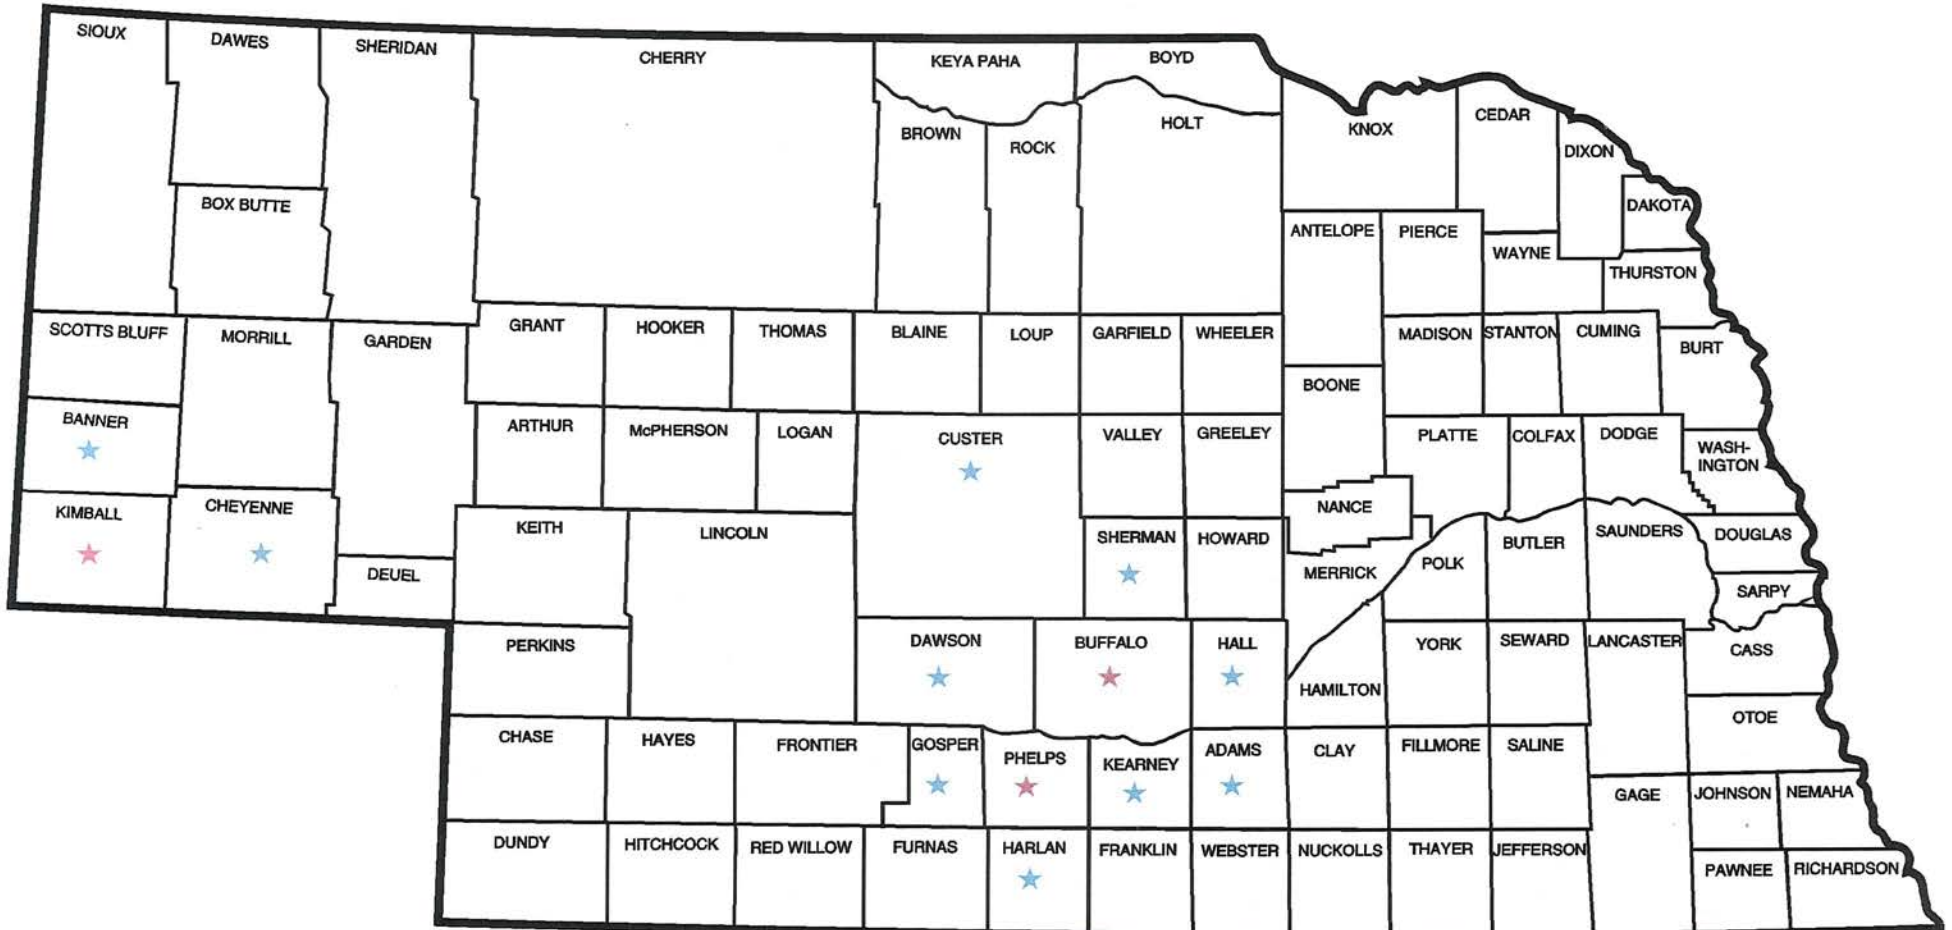 SIOUX
DAWES
SHERIDAN
CHERRY
KEYA PAHA
BOYD
BROWN
ROCK
HOLT
KNOX
CEDAR
DIXON
DAKOTA
BOX BUTTE
ANTELOPE
PIERCE
WAYNE
THURSTON
SCOTTS BLUFF
MORRILL
GARDEN
GRANT
HOOKER
THOMAS
BLAINE
LOUP
GARFIELD
WHEELER
MADISON
STANTON
CUMING
BURT
BOONE
BANNER
ARTHUR
McPHERSON
LOGAN
CUSTER
VALLEY
GREELEY
PLATTE
COLFAX
DODGE
WASH-
INGTON
KIMBALL
CHEYENNE
KEITH
LINCOLN
SHERMAN
HOWARD
NANCE
MERRICK
POLK
BUTLER
SAUNDERS
DOUGLAS
SARPY
DEUEL
PERKINS
DAWSON
BUFFALO
HALL
HAMILTON
YORK
SEWARD
LANCASTER
CASS
OTOE
CHASE
HAYES
FRONTIER
GOSPER
PHELPS
KEARNEY
ADAMS
CLAY
FILLMORE
SALINE
GAGE
JOHNSON
NEMAHA
DUNDY
HITCHCOCK
RED WILLOW
FURNAS
HARLAN
FRANKLIN
WEBSTER
NUCKOLLS
THAYER
JEFFERSON
PAWNEE
RICHARDSON